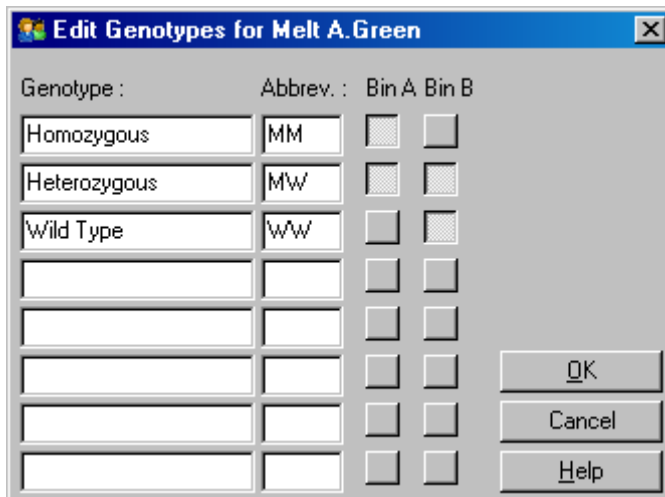 Edit Genotypes for Melt A.Green
Genotype : Abbrev. : Bin A Bin B
Homozygous MM
Heterozygous MW
Wild Type WW
OK
Cancel
Help